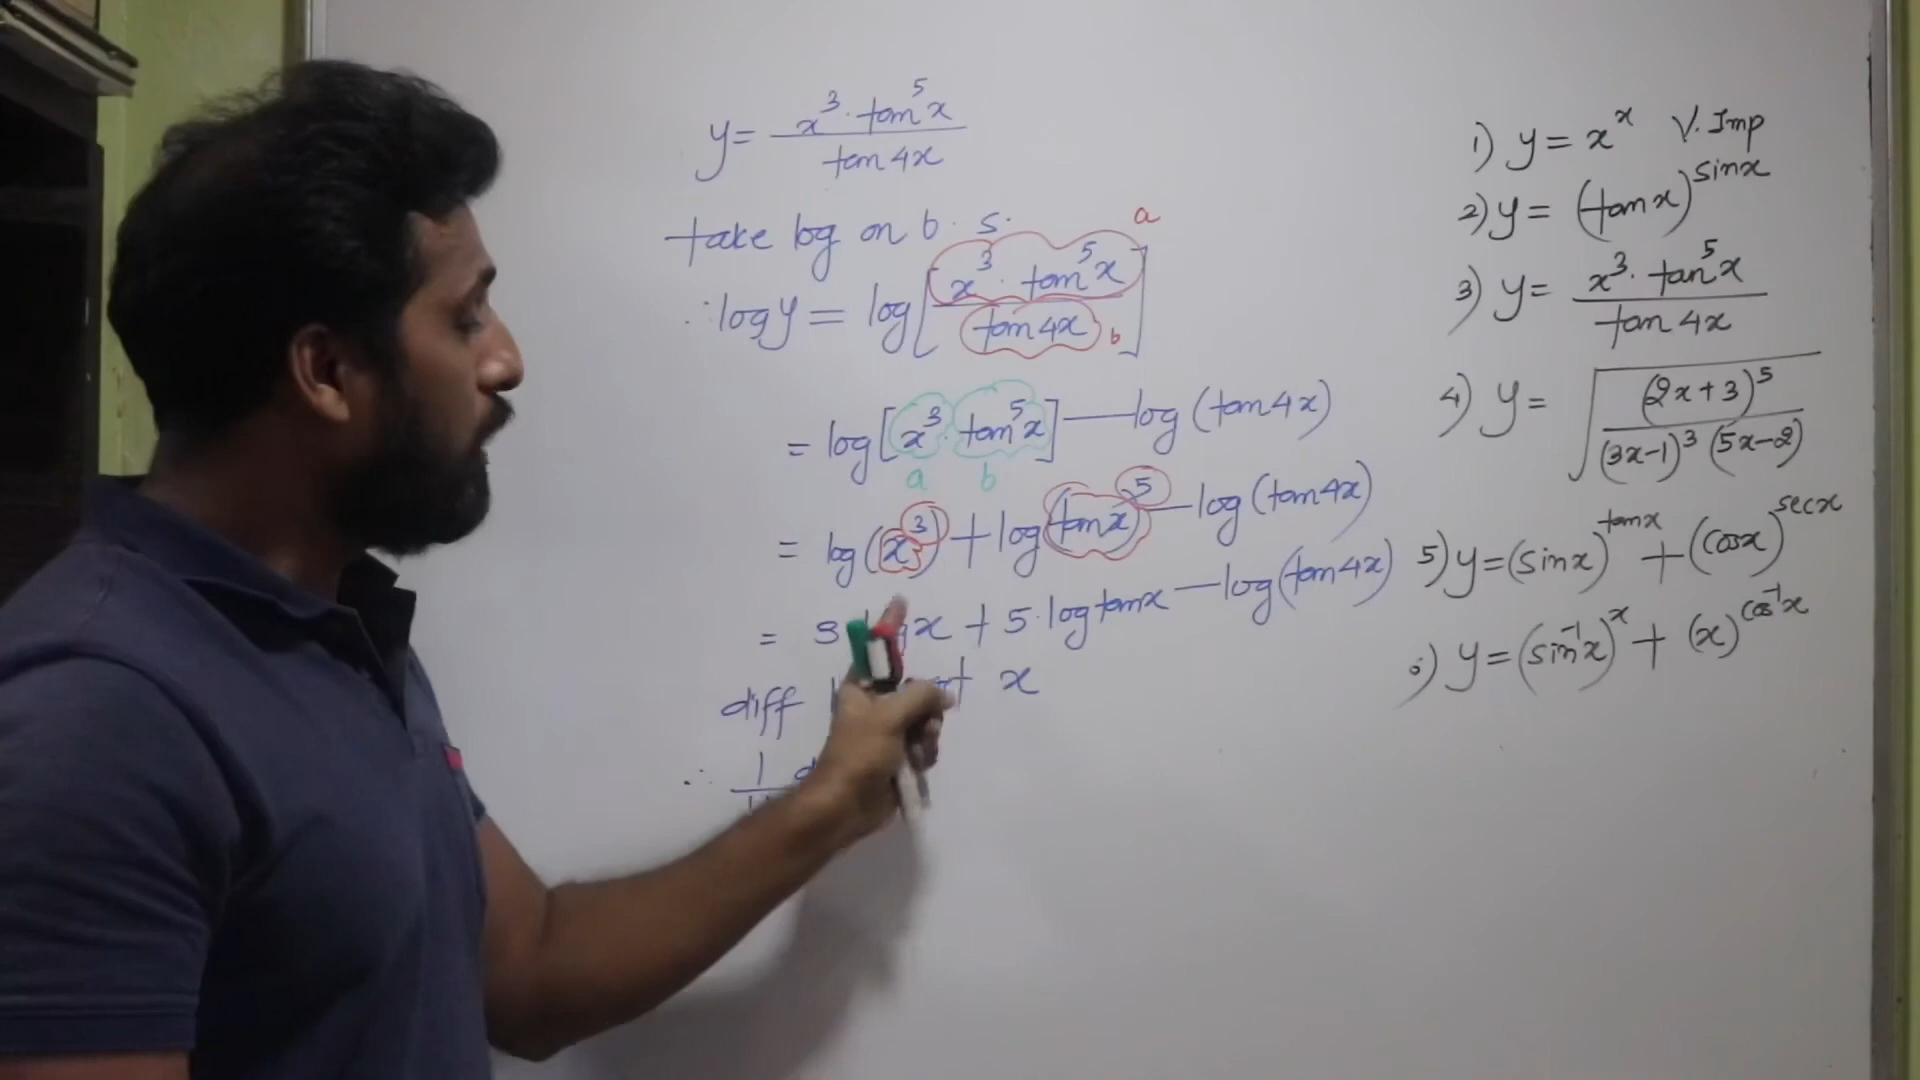 y = x³ · tan⁵x / tan 4x
take log on b. s.
∴ log y = log [ x³ · tan⁵x / tan 4x ] a b
= log [ x³ · tan⁵x ] — log (tan 4x)
a b
= log (x³) + log (tan x)⁵ — log (tan 4x)
= 3 x + 5 · log tan x — log (tan 4x)
diff x
∴ 1
1) y = x^x V. Imp
2) y = (tan x)^sin x
3) y = x³ · tan⁵x / tan 4x
4) y = √[ (2x+3)⁵ / (3x−1)³ (5x−2) ]
5) y = (sin x)^tan x + (cos x)^sec x
) y = (sin⁻¹x)^x + (x)^cos⁻¹x